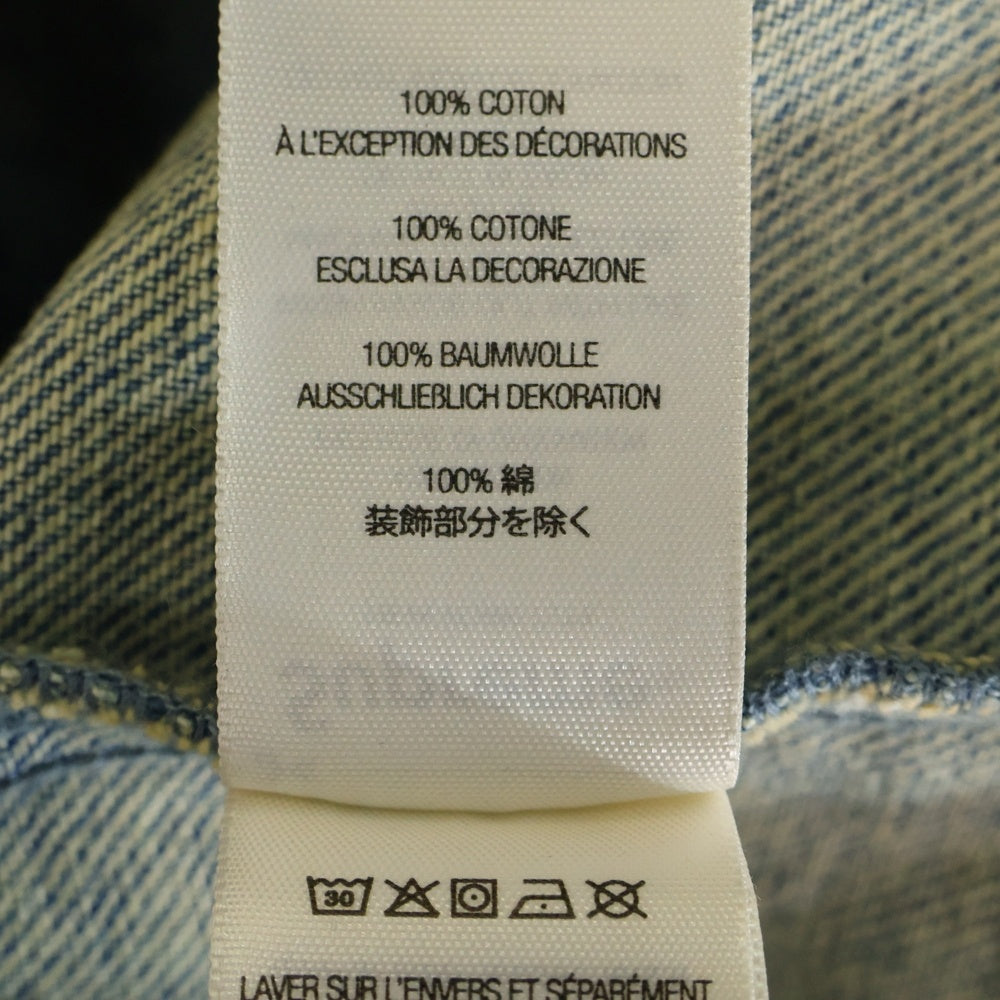 100% COTON
À L'EXCEPTION DES DÉCORATIONS
100% COTONE
ESCLUSA LA DECORAZIONE
100% BAUMWOLLE
AUSSCHLIEßLICH DEKORATION
100% 綿
装飾部分を除く
30
LAVER SUR L'ENVERS ET SÉPARÉMENT